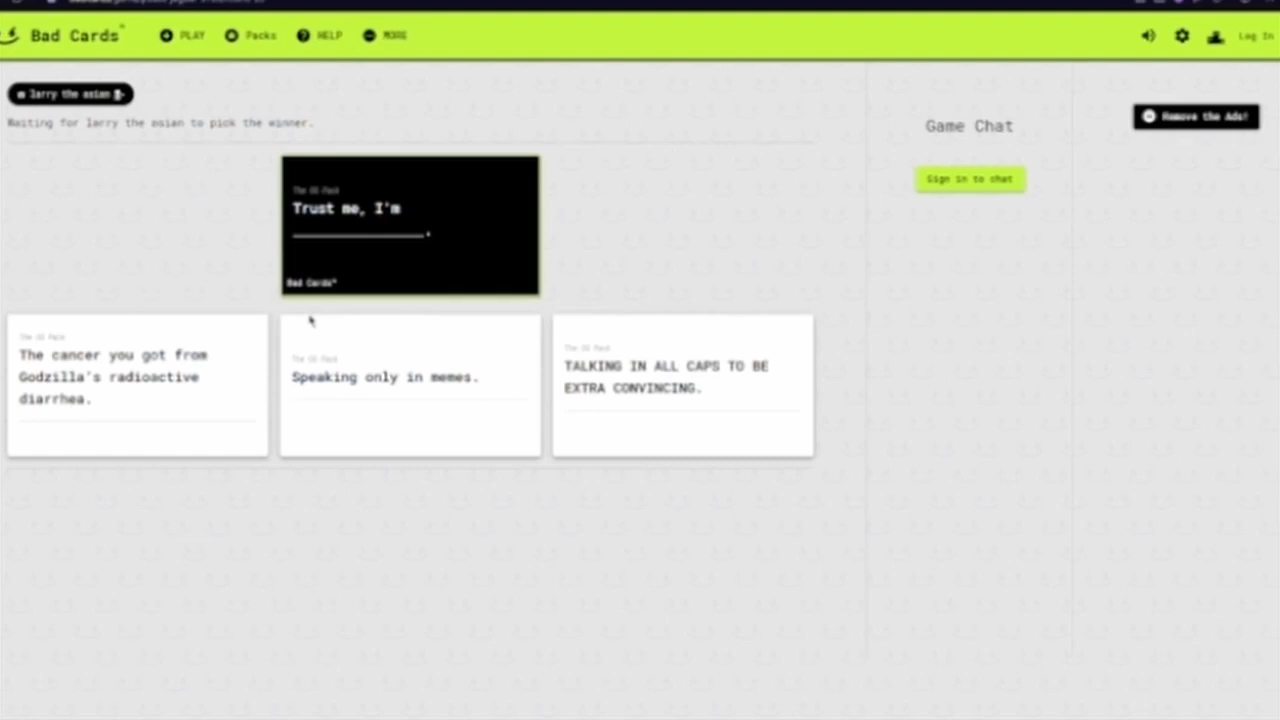 Bad Cards
PLAY
Packs
HELP
MORE
Log In
larry the asian
Waiting for larry the asian to pick the winner.
Game Chat
Remove the Ads!
Sign in to chat
Trust me, I'm
____________.
Bad Cards™
The cancer you got from
Godzilla's radioactive
diarrhea.
Speaking only in memes.
TALKING IN ALL CAPS TO BE
EXTRA CONVINCING.